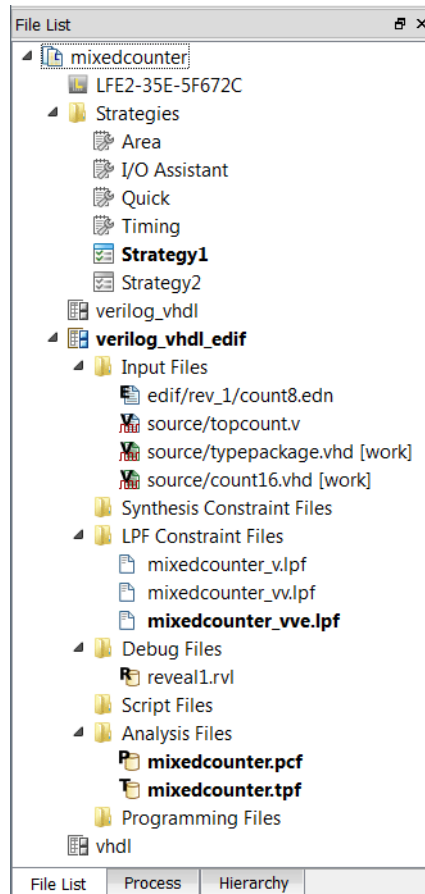 File List
mixedcounter
LFE2-35E-5F672C
Strategies
Area
I/O Assistant
Quick
Timing
Strategy1
Strategy2
verilog_vhdl
verilog_vhdl_edif
Input Files
edif/rev_1/count8.edn
source/topcount.v
source/typepackage.vhd [work]
source/count16.vhd [work]
Synthesis Constraint Files
LPF Constraint Files
mixedcounter_v.lpf
mixedcounter_vv.lpf
mixedcounter_vve.lpf
Debug Files
reveal1.rvl
Script Files
Analysis Files
mixedcounter.pcf
mixedcounter.tpf
Programming Files
vhdl
File List Process Hierarchy